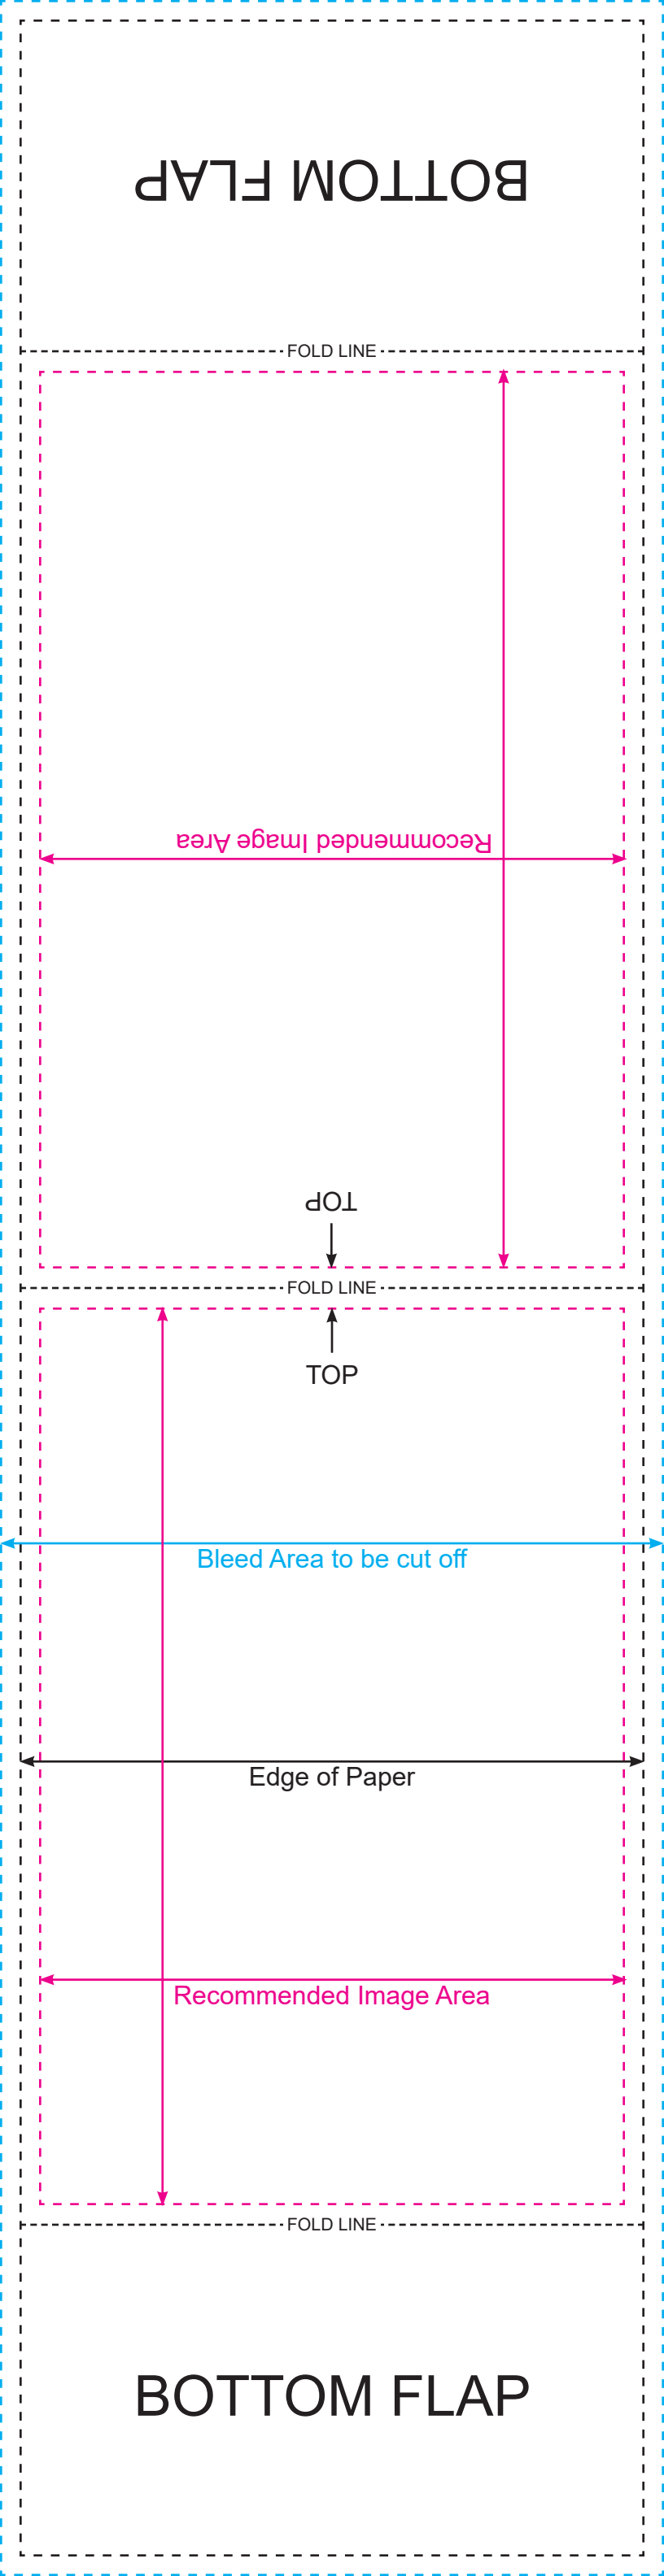 BOTTOM FLAP
FOLD LINE
Recommended Image Area
TOP
FOLD LINE
TOP
Bleed Area to be cut off
Edge of Paper
Recommended Image Area
FOLD LINE
BOTTOM FLAP